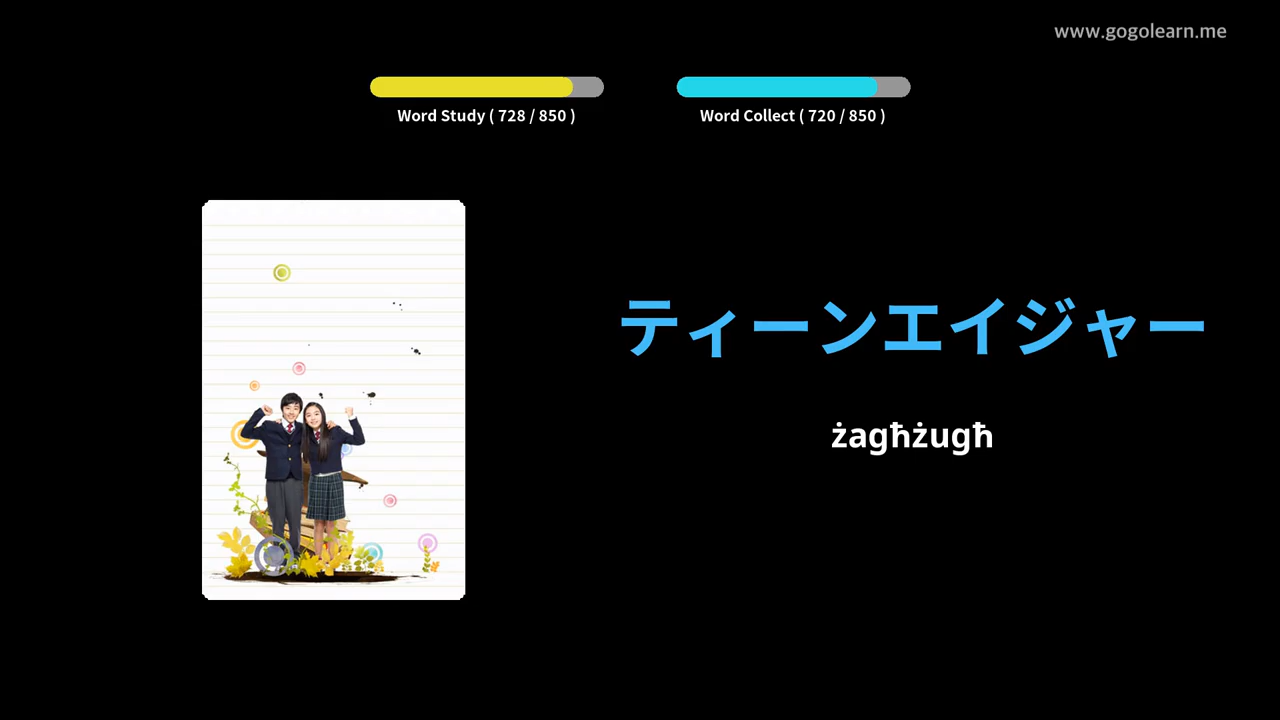 www.gogolearn.me
Word Study ( 728 / 850 )
Word Collect ( 720 / 850 )
ティーンエイジャー
żagħżugħ